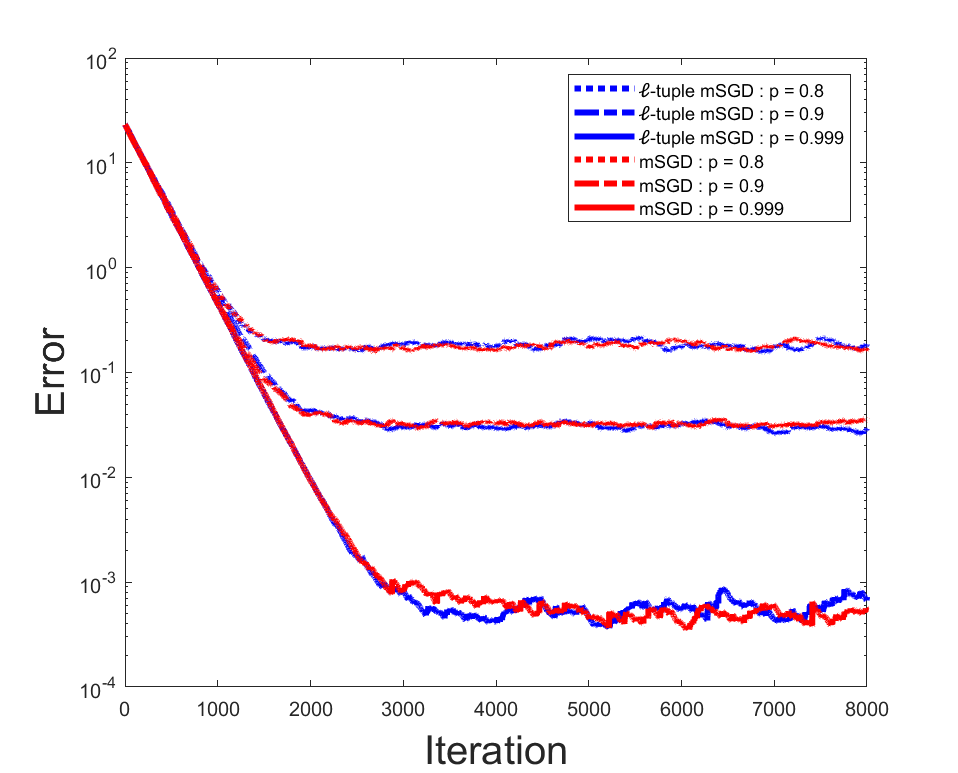 10^2
10^1
10^0
10^-1
10^-2
10^-3
10^-4
Error
ℓ-tuple mSGD : p = 0.8
ℓ-tuple mSGD : p = 0.9
ℓ-tuple mSGD : p = 0.999
mSGD : p = 0.8
mSGD : p = 0.9
mSGD : p = 0.999
0 1000 2000 3000 4000 5000 6000 7000 8000
Iteration